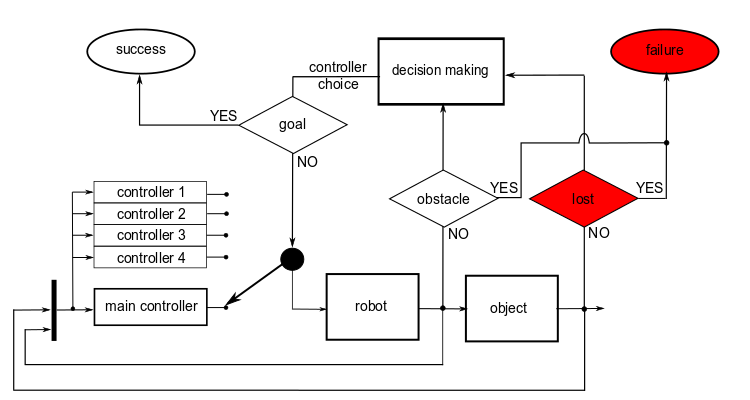 success
failure
controller
choice
decision making
YES
goal
NO
controller 1
controller 2
controller 3
controller 4
obstacle
YES
lost
YES
NO
NO
main controller
robot
object